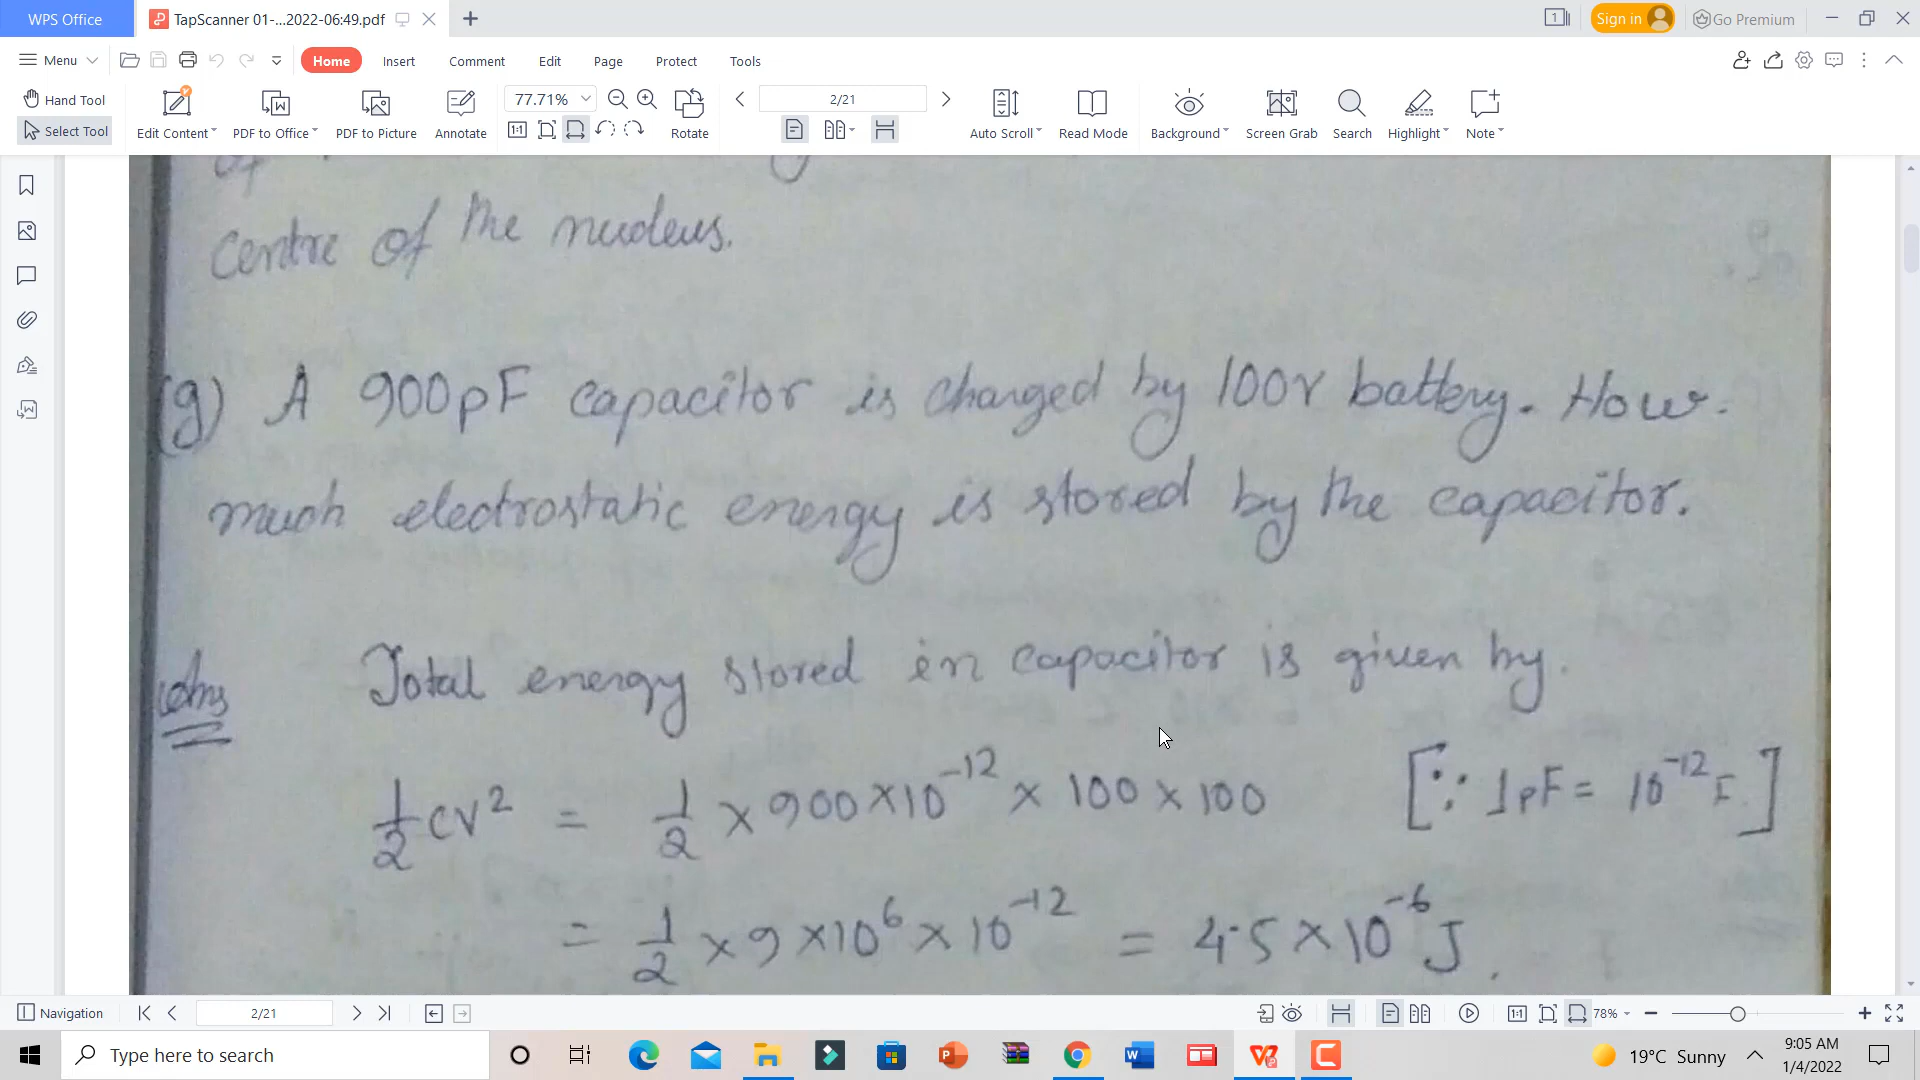 WPS Office
TapScanner 01-...2022-06:49.pdf
1
Sign in
Go Premium
Menu
Home
Insert
Comment
Edit
Page
Protect
Tools
Hand Tool
Select Tool
Edit Content
PDF to Office
PDF to Picture
Annotate
77.71%
1:1
Rotate
2/21
Auto Scroll
Read Mode
Background
Screen Grab
Search
Highlight
Note
of
centre of the nucleus.
(g) A 900pF capacitor is charged by 100V battery. How.
much electrostatic energy is stored by the capacitor.
Ans Total energy stored in capacitor is given by.
1/2 CV² = 1/2 × 900×10⁻¹² × 100 × 100 [∵ 1pF = 10⁻¹² F.]
= 1/2 × 9 ×10⁶ × 10⁻¹² = 4.5 × 10⁻⁶ J.
Navigation
2/21
1:1
78%
Type here to search
19°C Sunny
9:05 AM
1/4/2022